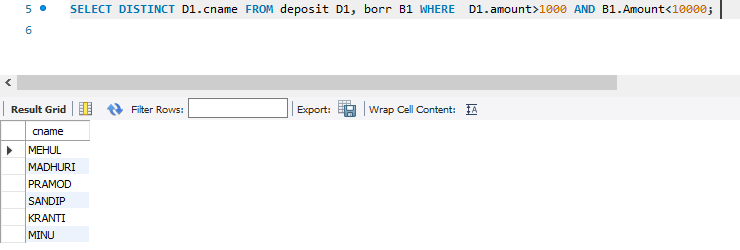 5 SELECT DISTINCT D1.cname FROM deposit D1, borr B1 WHERE  D1.amount>1000 AND B1.Amount<10000;
6
Result Grid Filter Rows: Export: Wrap Cell Content: IA
cname
MEHUL
MADHURI
PRAMOD
SANDIP
KRANTI
MINU